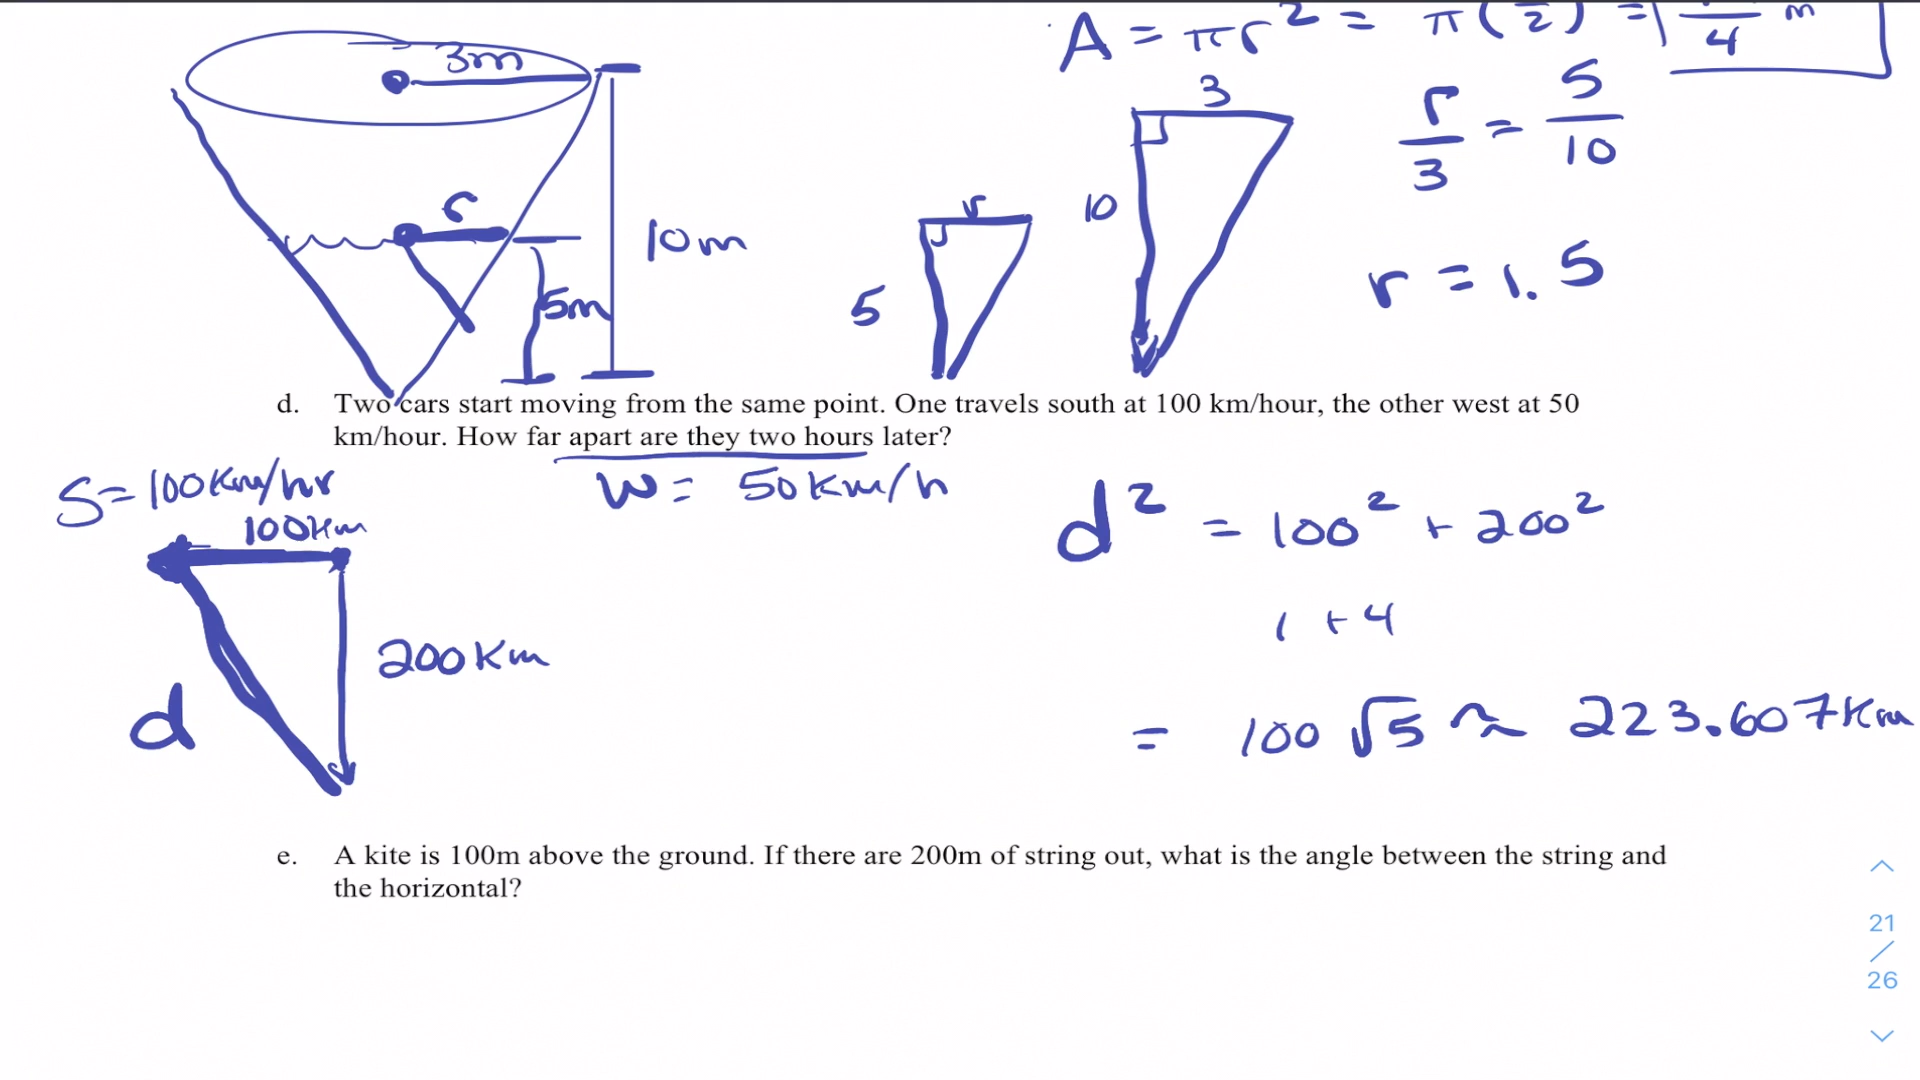 A = πr² = π( /2) = /4 m
3m
3
r/3 = 5/10
r
10m
r
10
5m
5
r = 1.5
d. Two cars start moving from the same point. One travels south at 100 km/hour, the other west at 50
km/hour. How far apart are they two hours later?
S = 100Km/hr
W = 50Km/h
d² = 100² + 200²
100Km
1 + 4
200Km
d
= 100 √5 ≈ 223.607Km
e. A kite is 100m above the ground. If there are 200m of string out, what is the angle between the string and
the horizontal?
21
/
26